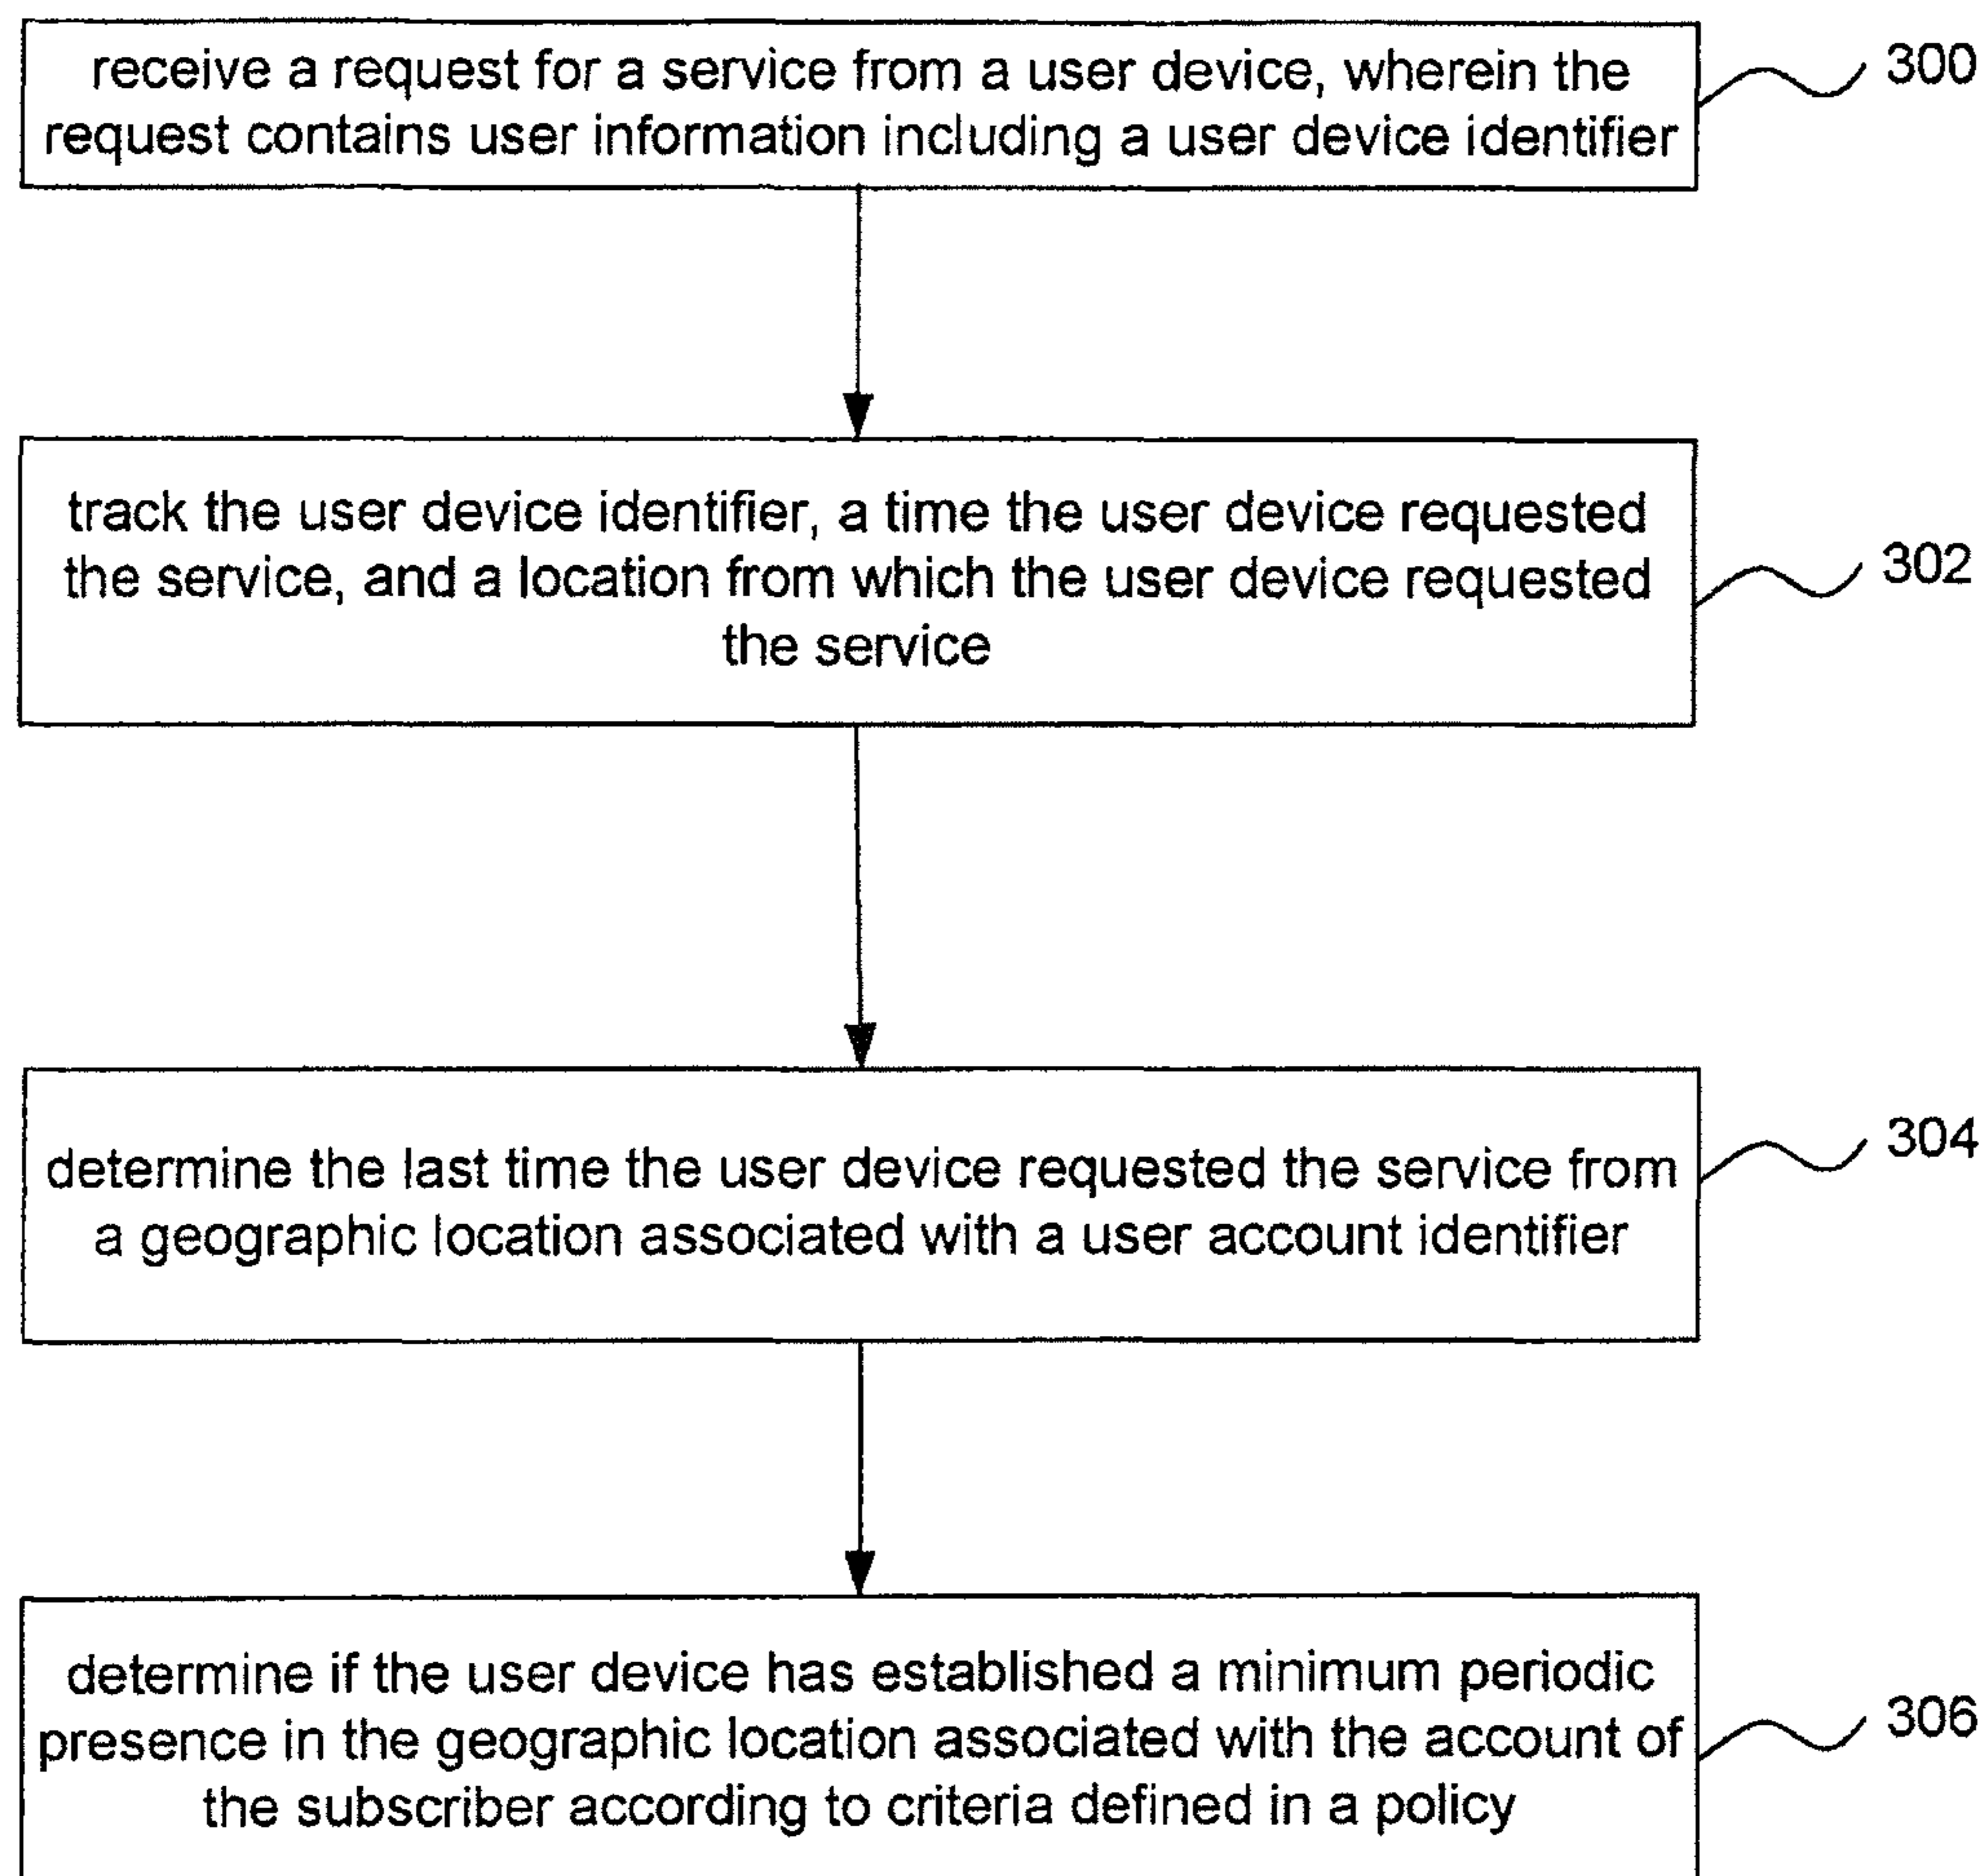 receive a request for a service from a user device, wherein the
request contains user information including a user device identifier
300
track the user device identifier, a time the user device requested
the service, and a location from which the user device requested
the service
302
determine the last time the user device requested the service from
a geographic location associated with a user account identifier
304
determine if the user device has established a minimum periodic
presence in the geographic location associated with the account of
the subscriber according to criteria defined in a policy
306